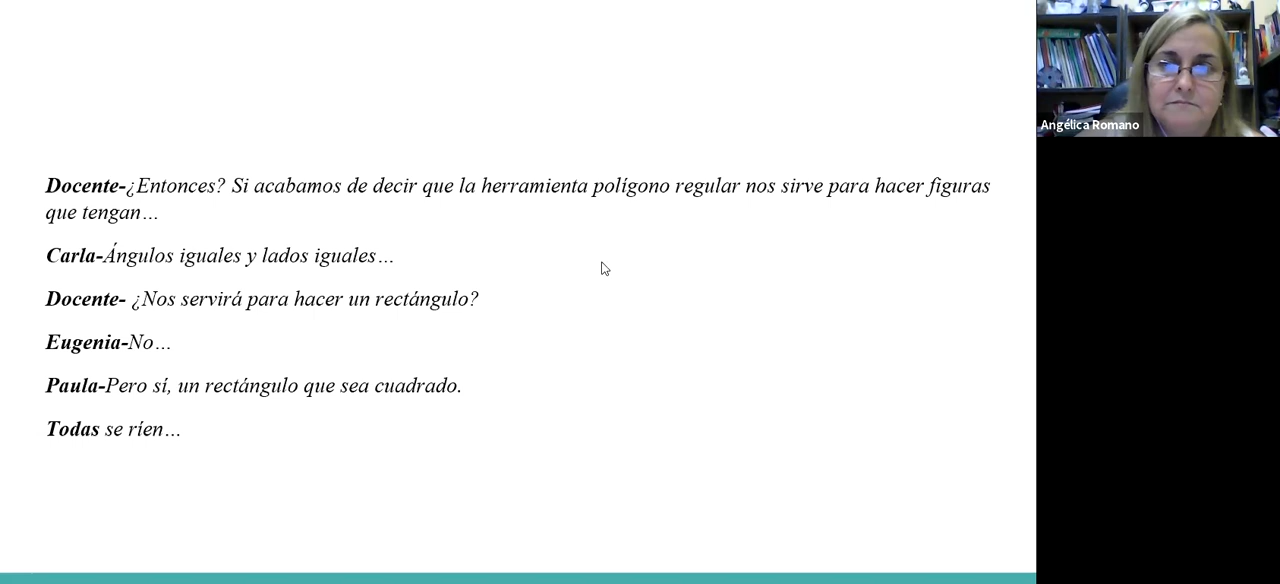 Docente-¿Entonces? Si acabamos de decir que la herramienta polígono regular nos sirve para hacer figuras
que tengan…
Carla-Ángulos iguales y lados iguales…
Docente- ¿Nos servirá para hacer un rectángulo?
Eugenia-No…
Paula-Pero sí, un rectángulo que sea cuadrado.
Todas se ríen…
Angélica Romano